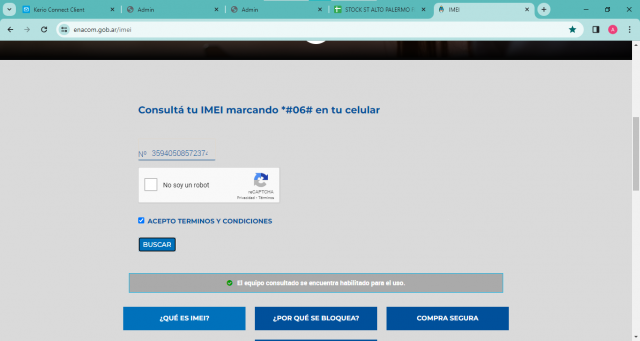 Kerio Connect Client
Admin
Admin
STOCK ST ALTO PALERMO
IMEI
enacom.gob.ar/imei
A
Consultá tu IMEI marcando *#06# en tu celular
Nº 3594050857237
No soy un robot
reCAPTCHA
Privacidad - Términos
ACEPTO TERMINOS Y CONDICIONES
BUSCAR
El equipo consultado se encuentra habilitado para el uso.
¿QUÉ ES IMEI?
¿POR QUÉ SE BLOQUEA?
COMPRA SEGURA